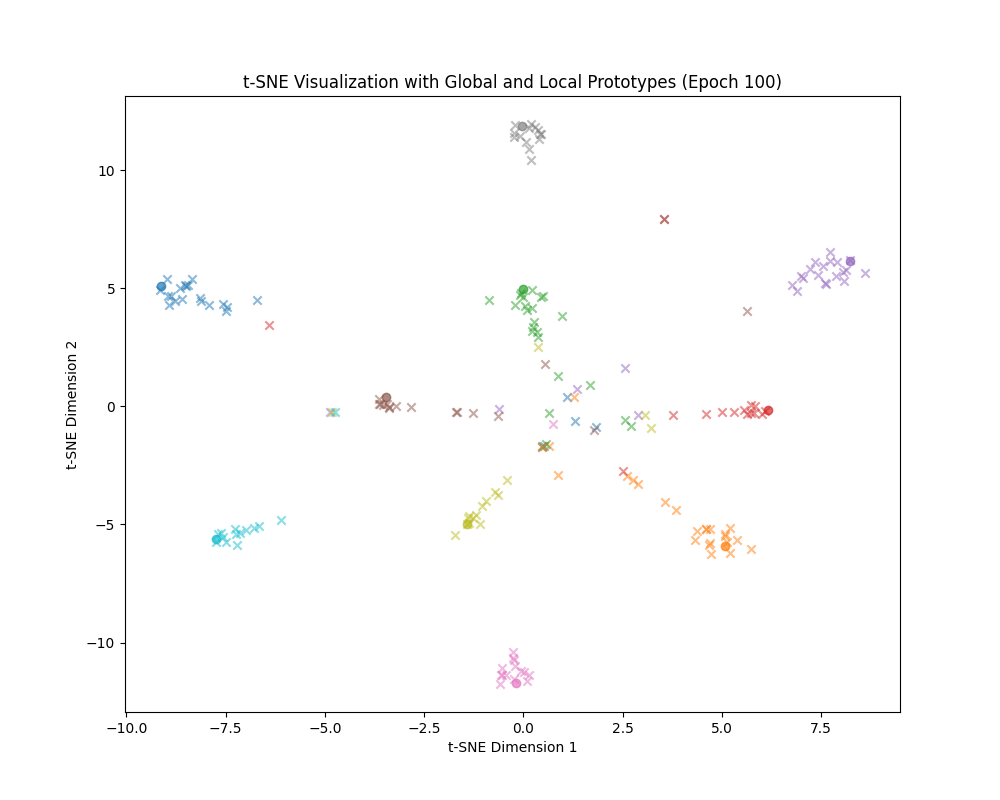 t-SNE Visualization with Global and Local Prototypes (Epoch 100)
10
5
0
−5
−10
t-SNE Dimension 2
−10.0 −7.5 −5.0 −2.5 0.0 2.5 5.0 7.5
t-SNE Dimension 1